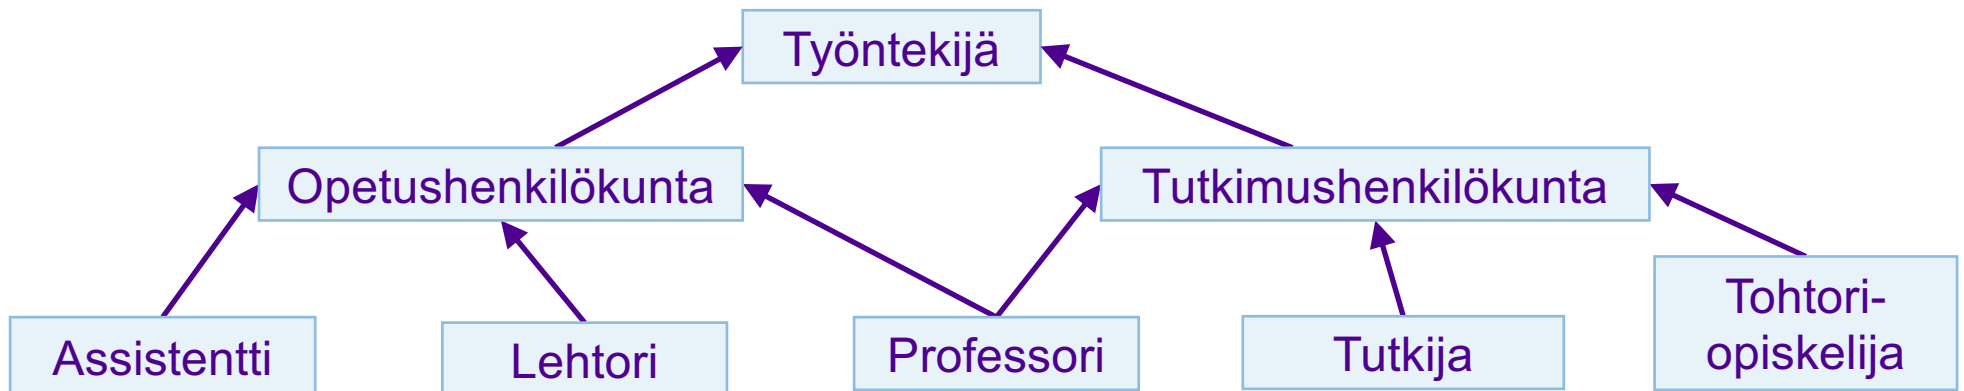 Työntekijä
Opetushenkilökunta
Tutkimushenkilökunta
Assistentti
Lehtori
Professori
Tutkija
Tohtori-
opiskelija